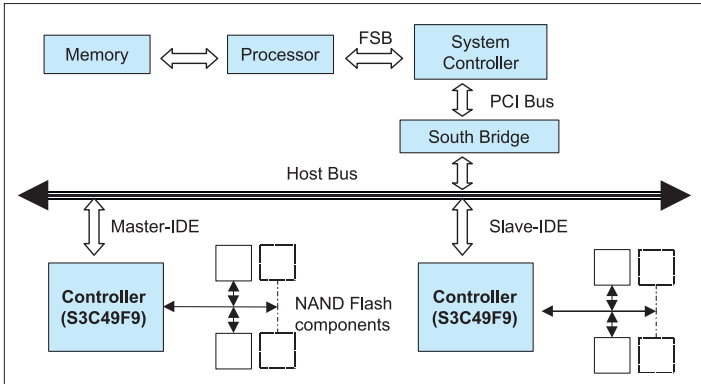 FSB
Memory
Processor
System
Controller
PCI Bus
South Bridge
Host Bus
Master-IDE
Slave-IDE
Controller
(S3C49F9)
NAND Flash
components
Controller
(S3C49F9)